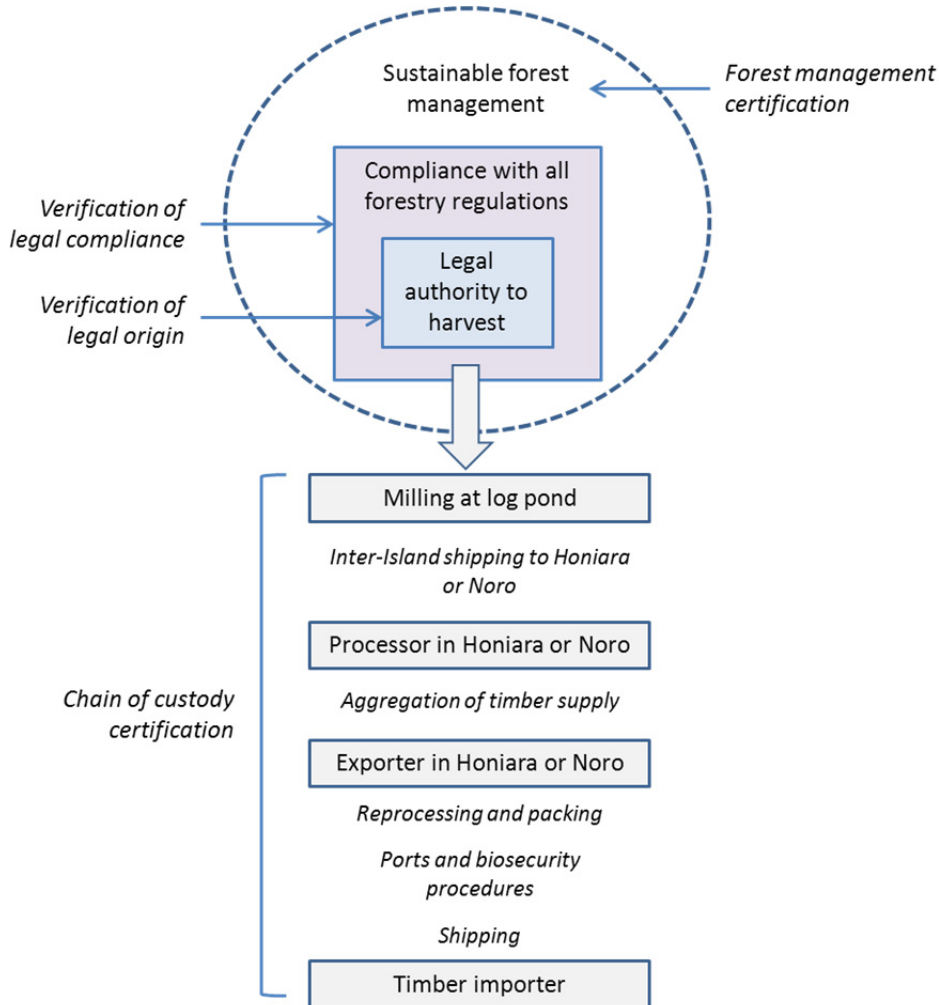 Sustainable forest
management
Forest management
certification
Compliance with all
forestry regulations
Verification of
legal compliance
Legal
authority to
harvest
Verification of
legal origin
Milling at log pond
Inter-Island shipping to Honiara
or Noro
Processor in Honiara or Noro
Chain of custody
certification
Aggregation of timber supply
Exporter in Honiara or Noro
Reprocessing and packing
Ports and biosecurity
procedures
Shipping
Timber importer